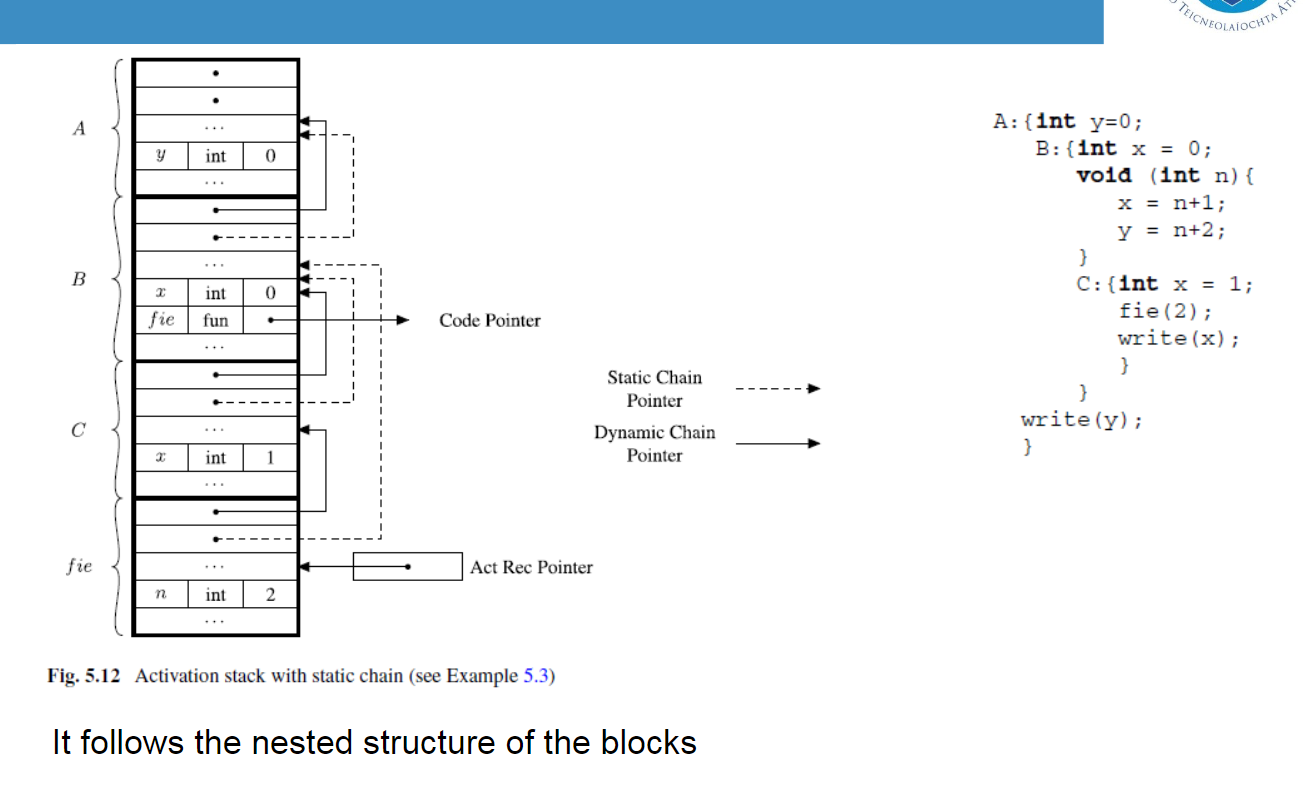 TEICNEOLAÍOCHTA
A
y int 0
B
x int 0
fie fun
Code Pointer
C
x int 1
fie
n int 2
Act Rec Pointer
Static Chain
Pointer
Dynamic Chain
Pointer
A:{int y=0;
B:{int x = 0;
void (int n){
x = n+1;
y = n+2;
}
C:{int x = 1;
fie(2);
write(x);
}
}
write(y);
}
Fig. 5.12 Activation stack with static chain (see Example 5.3)
It follows the nested structure of the blocks